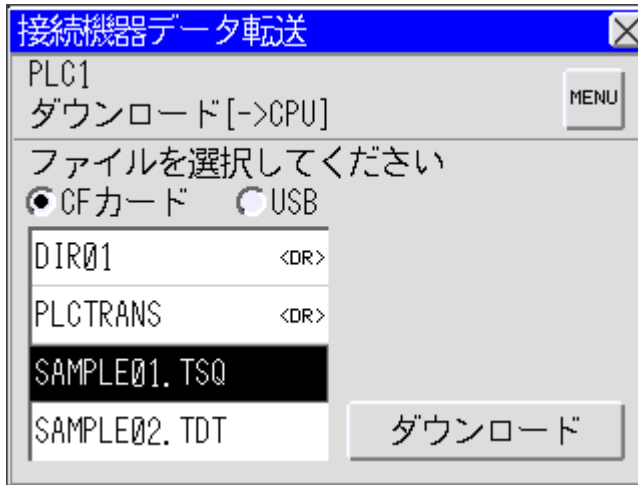 接続機器データ転送
PLC1
ダウンロード[->CPU]
MENU
ファイルを選択してください
CFカード USB
DIR01 <DR>
PLCTRANS <DR>
SAMPLE01.TSQ
SAMPLE02.TDT
ダウンロード